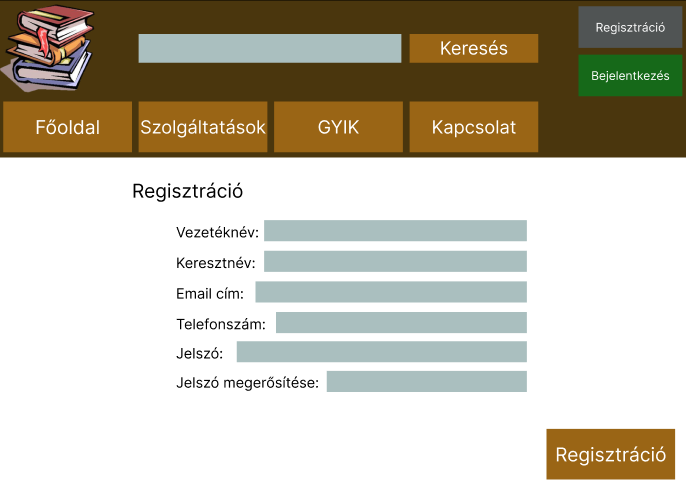 Regisztráció
Keresés
Bejelentkezés
Főoldal
Szolgáltatások
GYIK
Kapcsolat
Regisztráció
Vezetéknév:
Keresztnév:
Email cím:
Telefonszám:
Jelszó:
Jelszó megerősítése:
Regisztráció